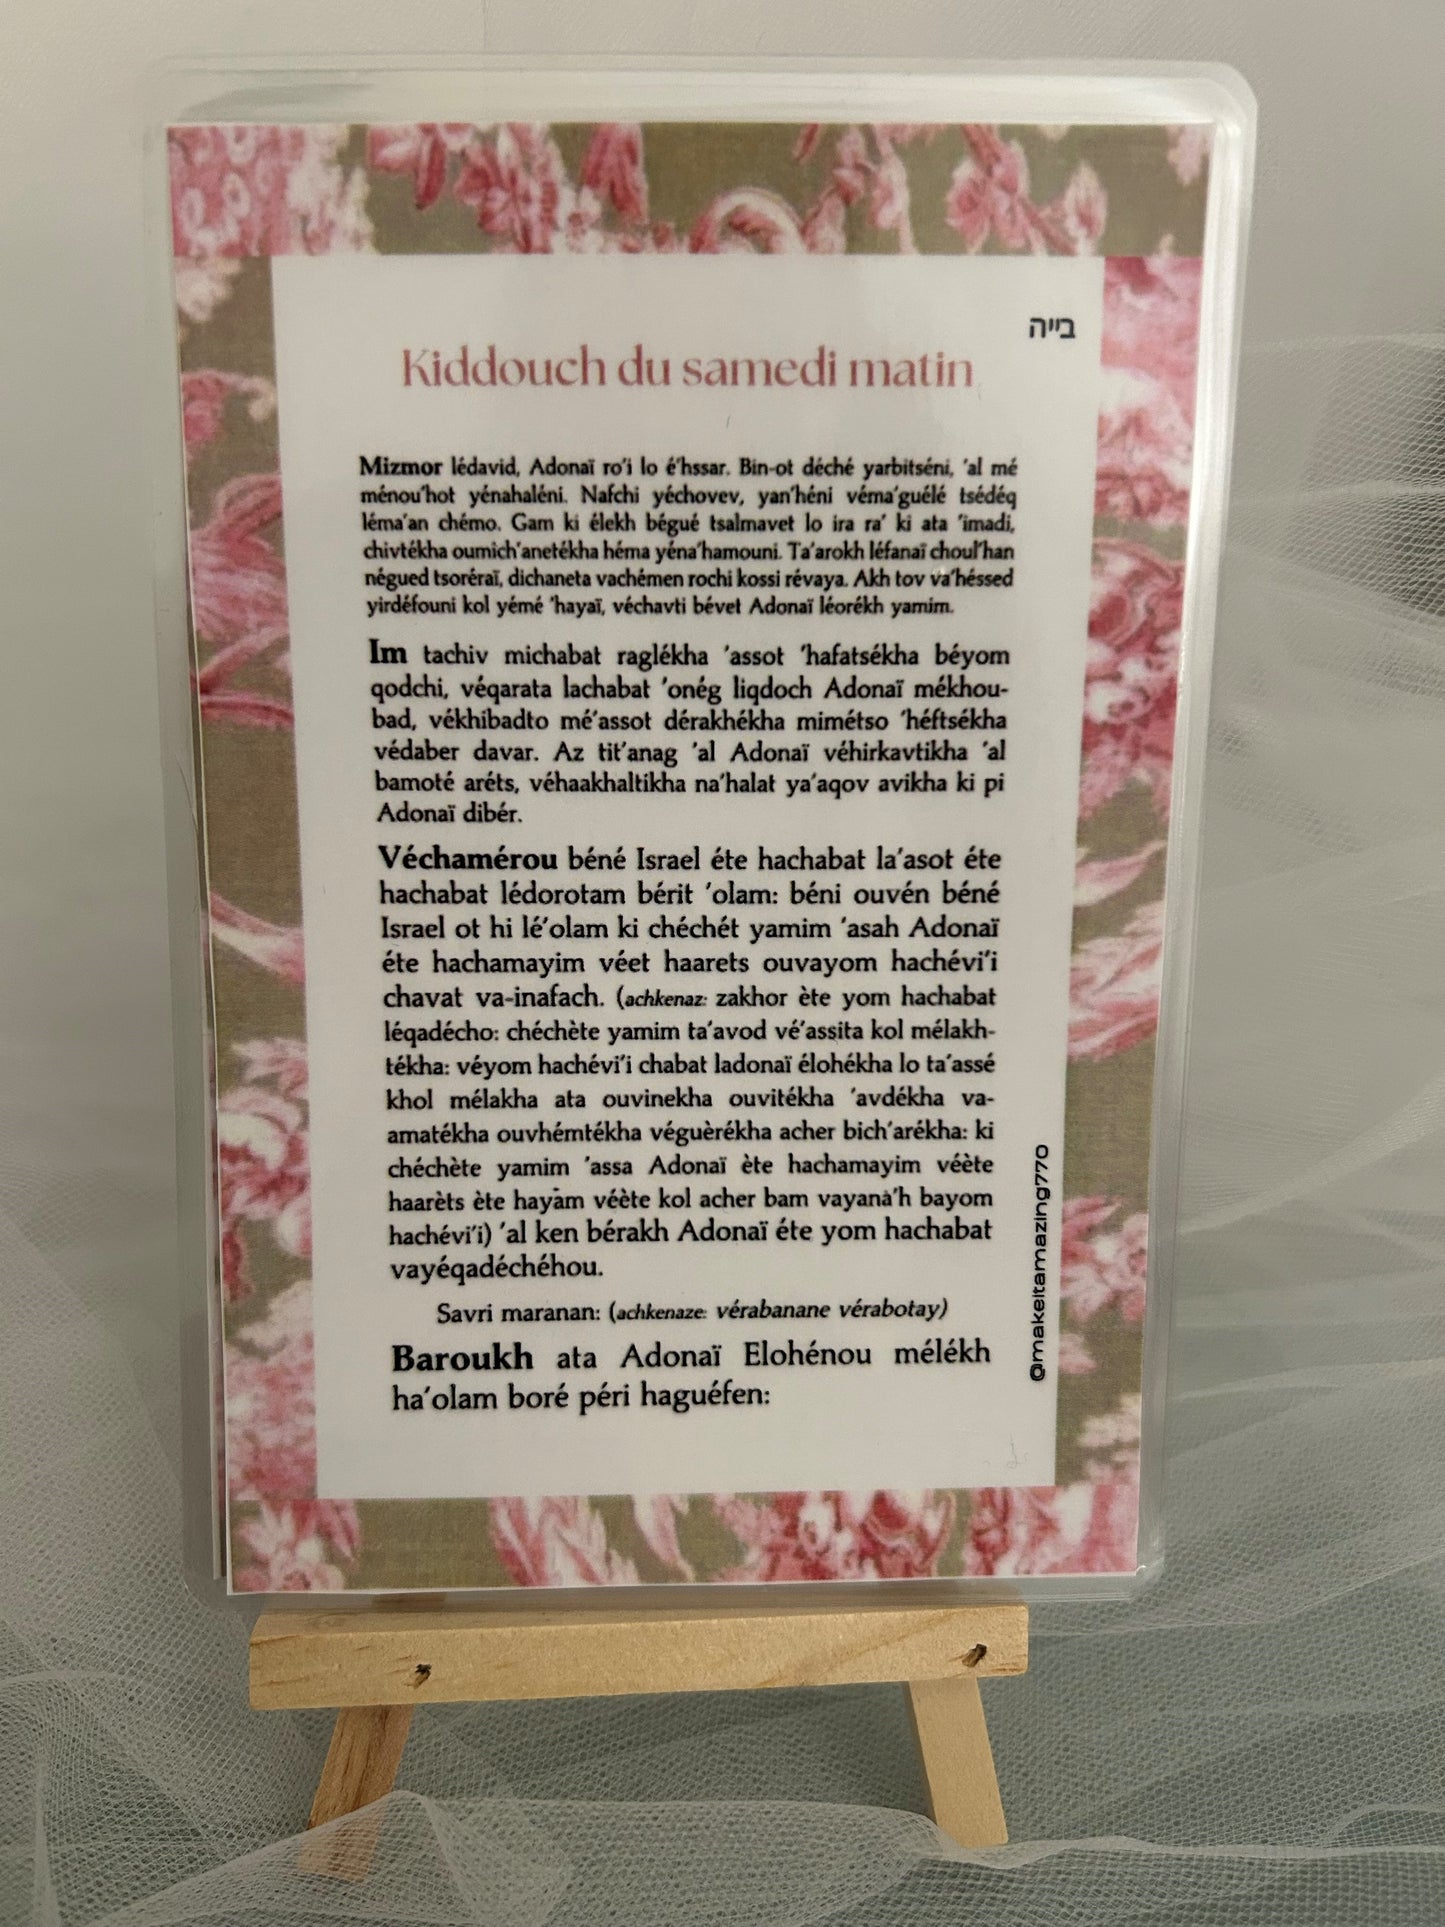 בייה
Kiddouch du samedi matin
Mizmor lédavid, Adonaï ro'i lo é'hssar. Bin-ot déché yarbitséni, 'al mé
ménou'hot yénahaléni. Nafchi yéchovev, yan'héni véma'guélé tsédéq
léma'an chémo. Gam ki élekh bégué tsalmavet lo ira ra' ki ata 'imadi,
chivtékha oumich'anetékha héma yéna'hamouni. Ta'arokh léfanaï choul'han
négued tsoréraï, dichaneta vachémen rochi kossi révaya. Akh tov va'héssed
yirdéfouni kol yémé 'hayaï, véchavti bévet Adonaï léorékh yamim.
Im tachiv michabat raglékha 'assot 'hafatsékha béyom
qodchi, véqarata lachabat 'onég liqdoch Adonaï mékhou-
bad, vékhibadto mé'assot dérakhékha mimétso 'héftsékha
védaber davar. Az tit'anag 'al Adonaï véhirkavtikha 'al
bamoté aréts, véhaakhaltikha na'halat ya'aqov avikha ki pi
Adonaï dibér.
Véchamérou béné Israel éte hachabat la'asot éte
hachabat lédorotam bérit 'olam: béni ouvén béné
Israel ot hi lé'olam ki chéchét yamim 'asah Adonaï
éte hachamayim véet haarets ouvayom hachévi'i
chavat va-inafach. (achkenaz: zakhor ète yom hachabat
léqadécho: chéchète yamim ta'avod vé'assita kol mélakh-
tékha: véyom hachévi'i chabat ladonaï élohékha lo ta'assé
khol mélakha ata ouvinekha ouvitékha 'avdékha va-
amatékha ouvhémtékha véguèrékha acher bich'arékha: ki
chéchète yamim 'assa Adonaï ète hachamayim véète
haarèts ète hayam véète kol acher bam vayana'h bayom
hachévi'i) 'al ken bérakh Adonaï éte yom hachabat
vayéqadéchéhou.
Savri maranan: (achkenaze: vérabanane vérabotay)
Baroukh ata Adonaï Elohénou mélékh
ha'olam boré péri haguéfen:
@makeitamazing770